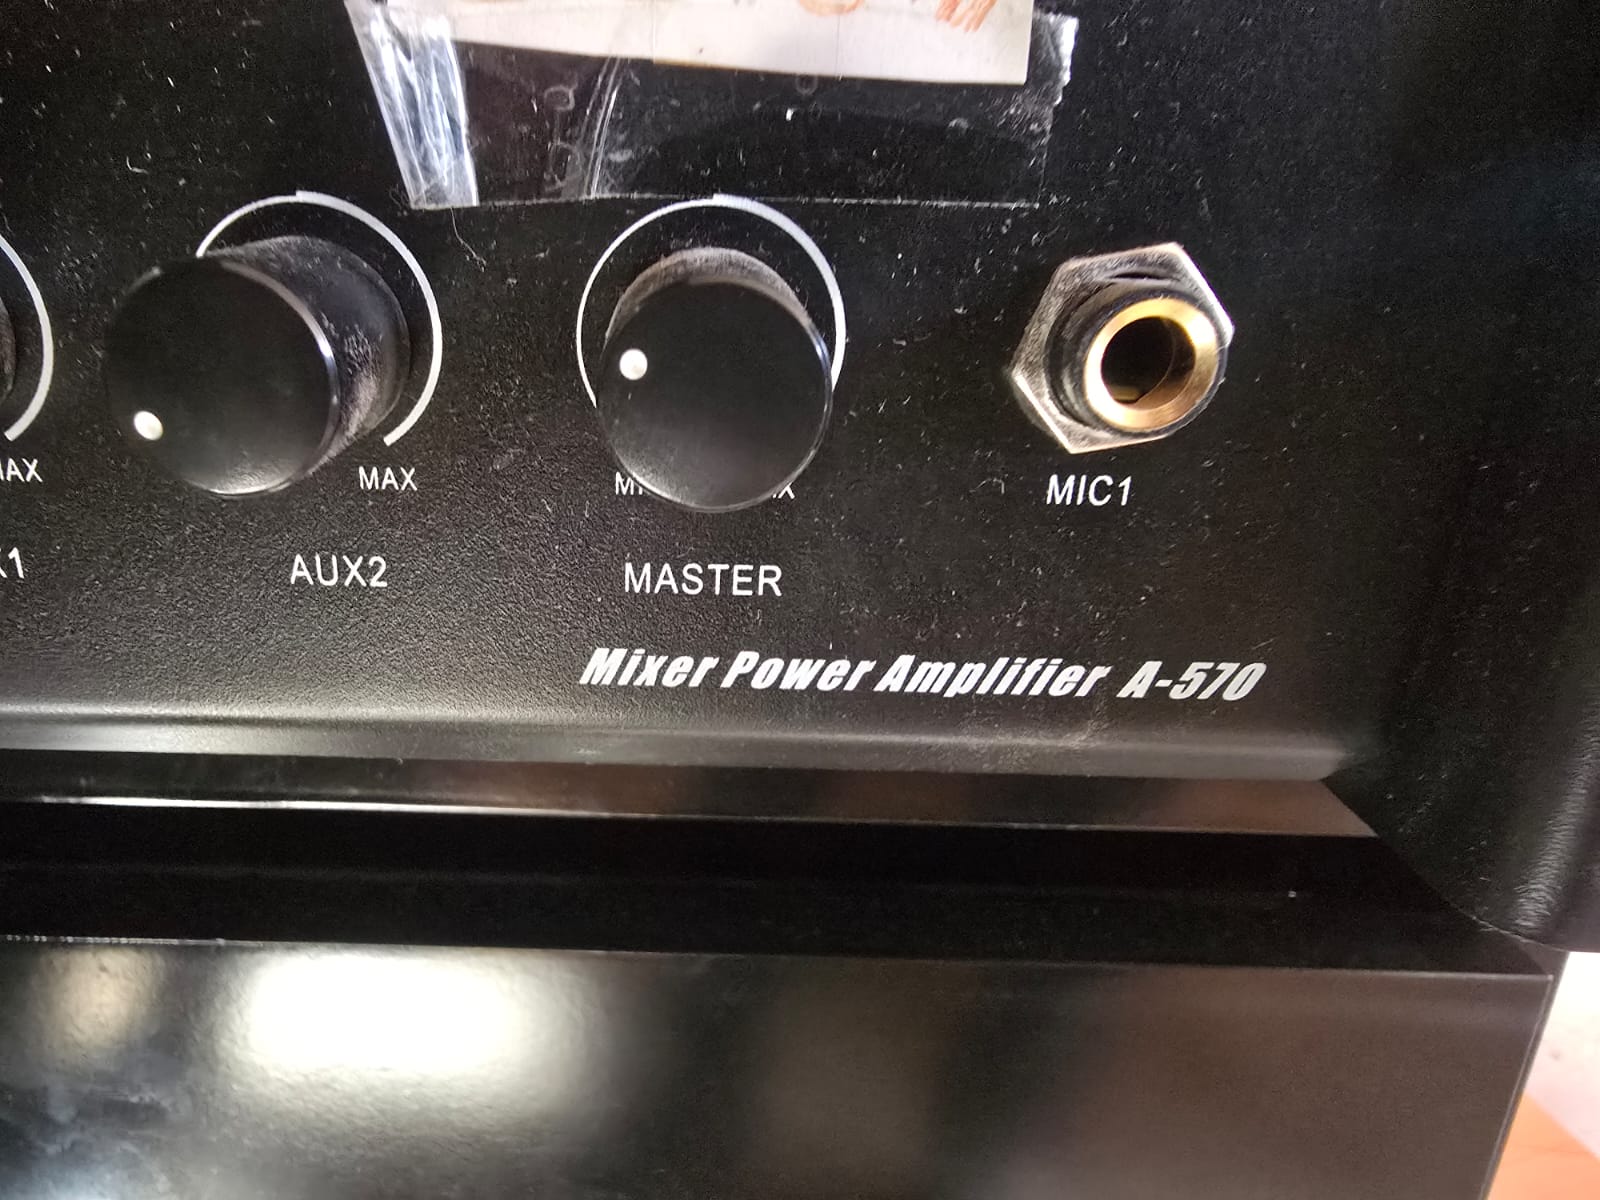 MAX
AUX2
MASTER
MIC1
Mixer Power Amplifier A-570